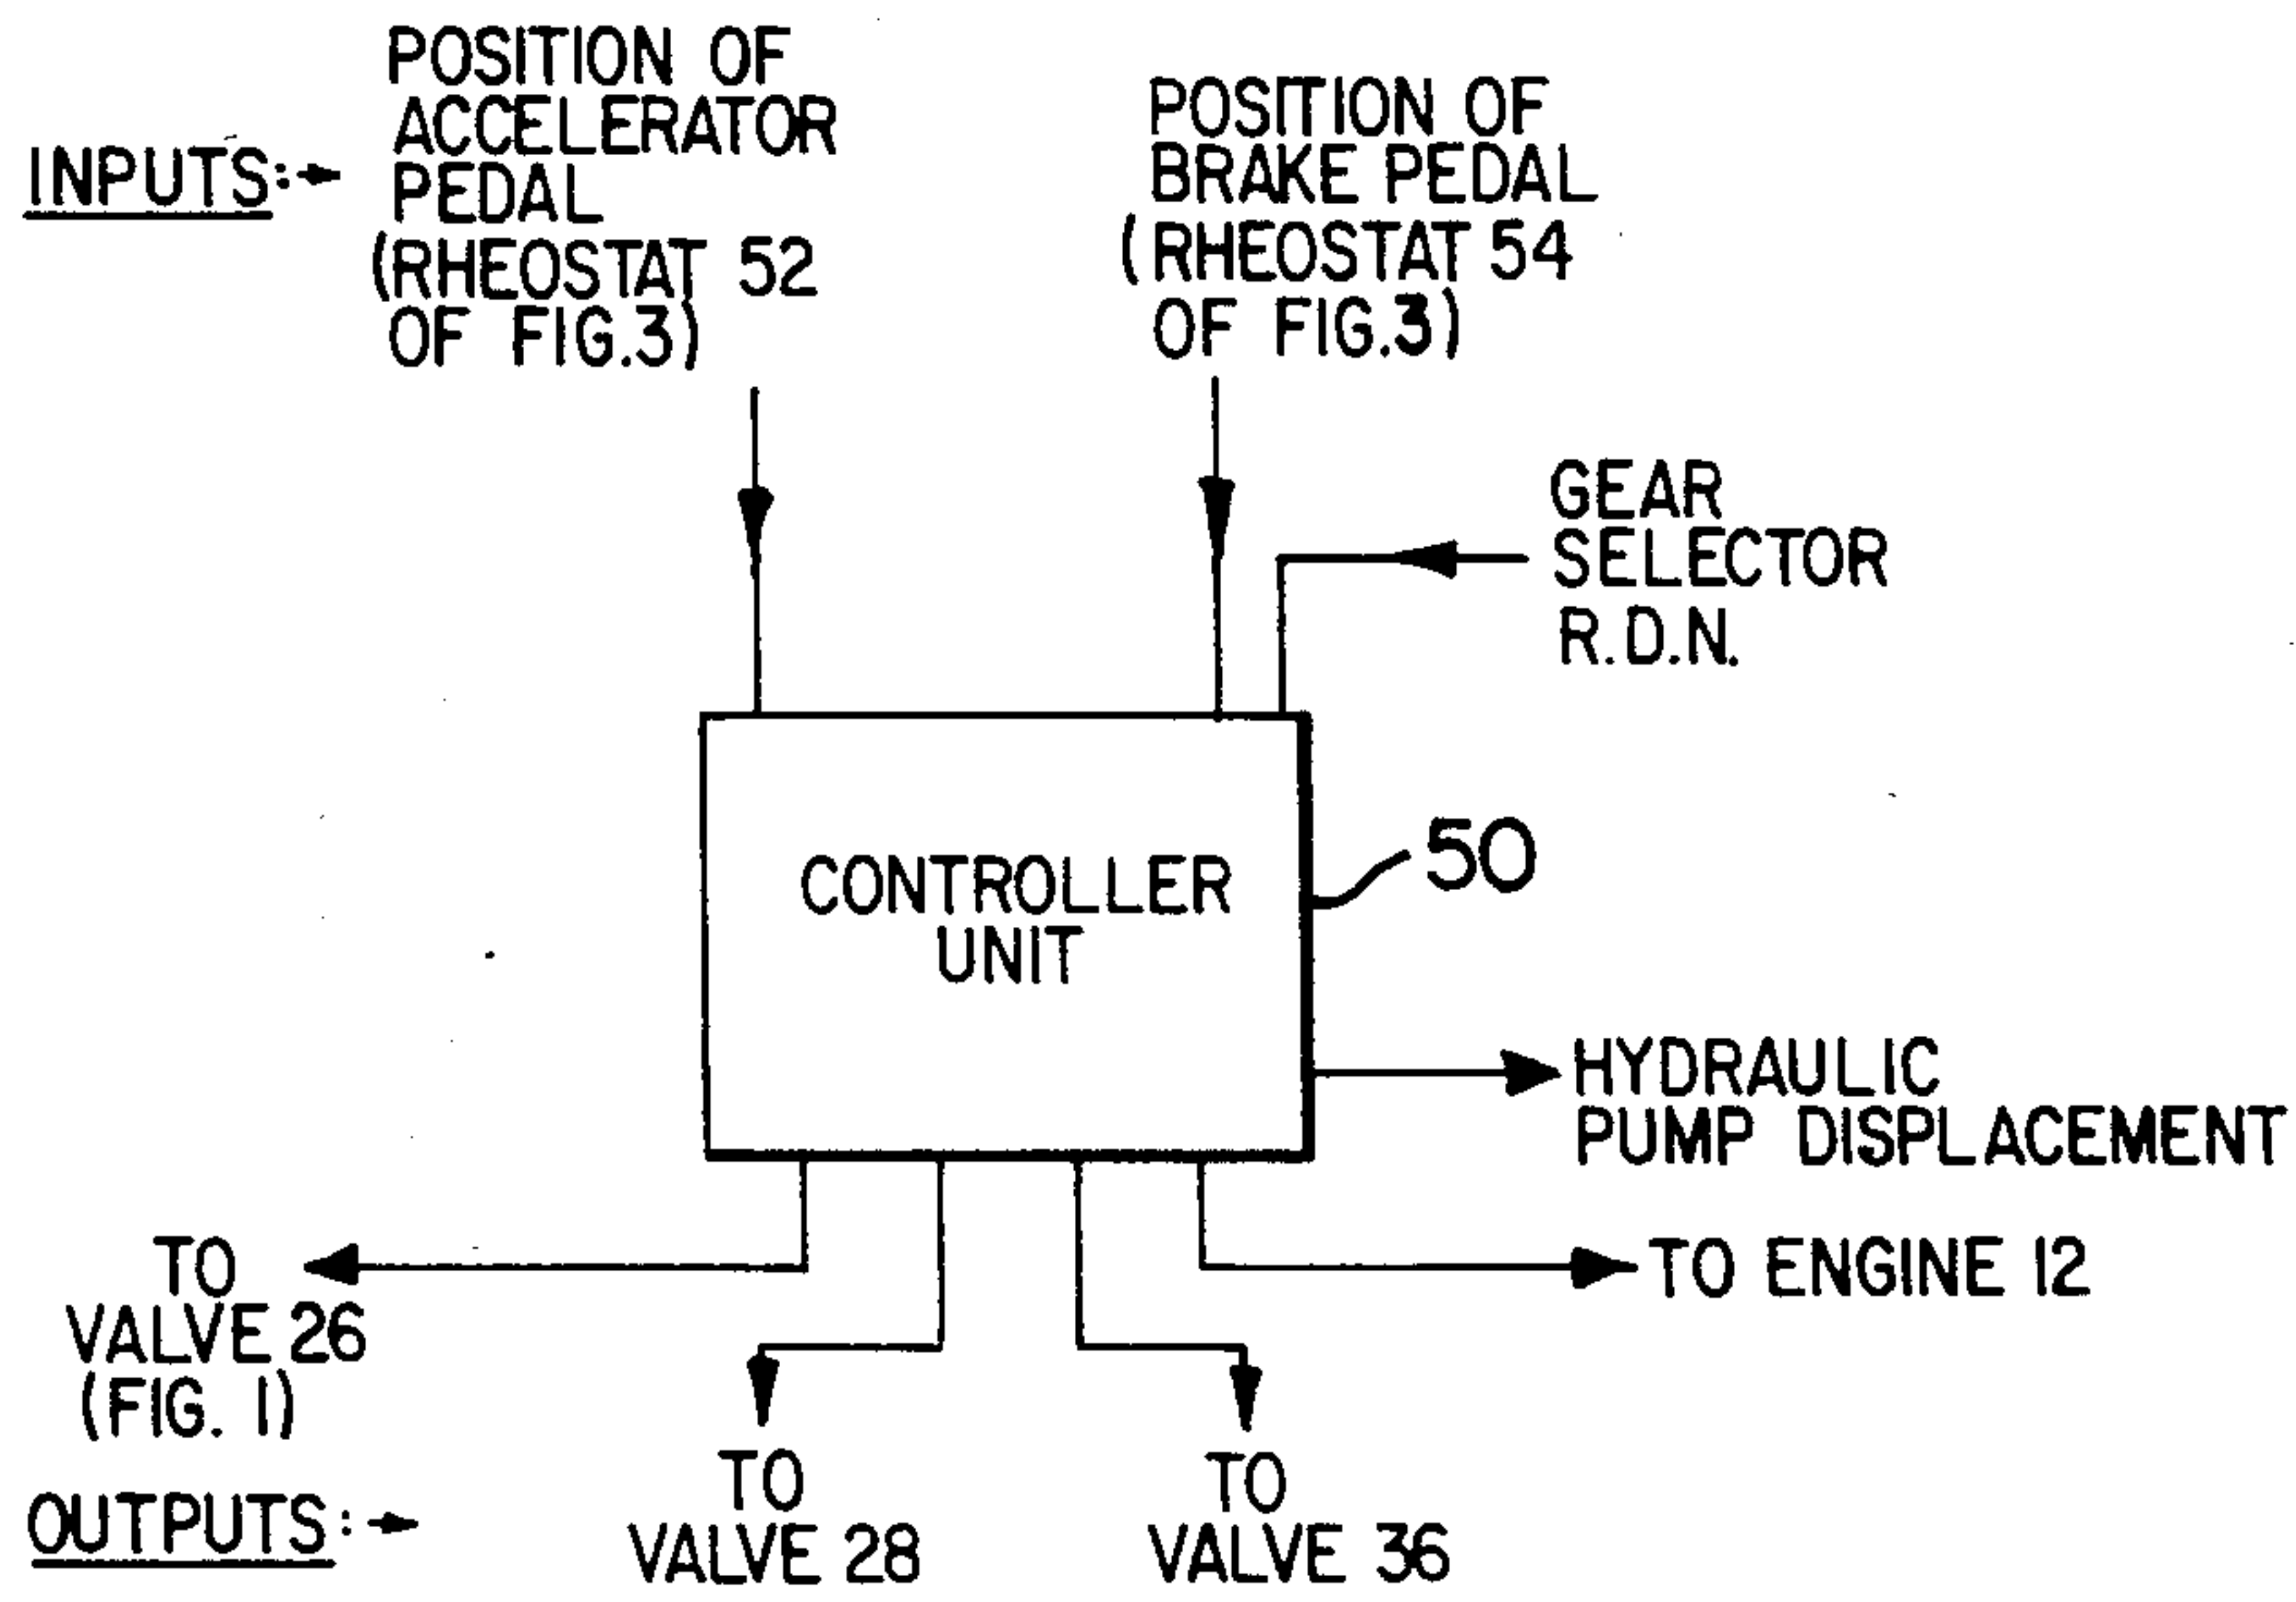 INPUTS:
POSITION OF
ACCELERATOR
PEDAL
(RHEOSTAT 52
OF FIG.3)
POSITION OF
BRAKE PEDAL
(RHEOSTAT 54
OF FIG.3)
GEAR
SELECTOR
R.D.N.
CONTROLLER
UNIT
50
HYDRAULIC
PUMP DISPLACEMENT
TO ENGINE 12
TO
VALVE 26
(FIG. 1)
TO
VALVE 28
TO
VALVE 36
OUTPUTS: